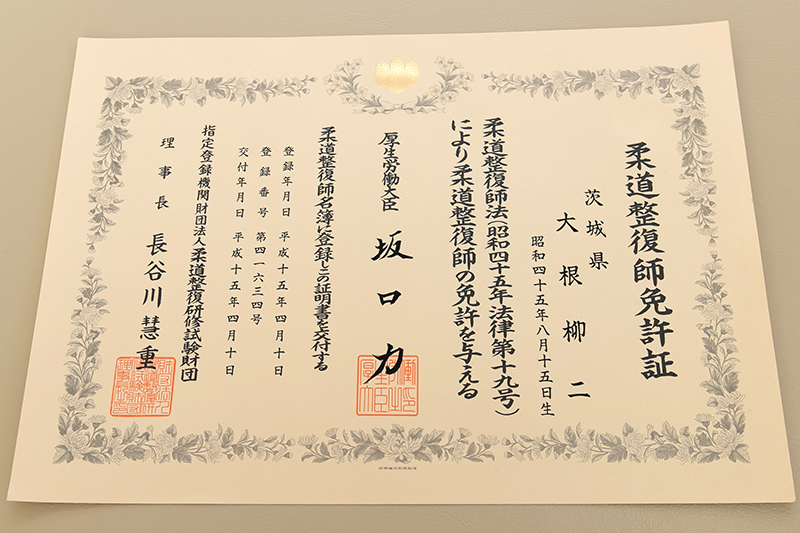 柔道整復師免許証
茨城県
大根柳二
昭和四十五年八月十五日生
柔道整復師法(昭和四十五年法律第十九号)
により柔道整復師の免許を与える
厚生労働大臣 坂口力
柔道整復師名簿に登録しこの証明書を交付する
登録年月日 平成十五年四月十日
登録番号 第四一六三四号
交付年月日 平成十五年四月十日
指定登録機関財団法人柔道整復研修試験財団
理事長 長谷川慧重